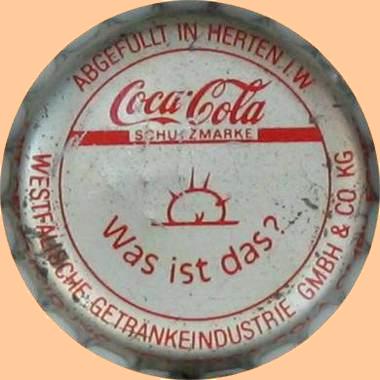 ABGEFÜLLT IN HERTEN I.W.
Coca-Cola
SCHUTZMARKE
Was ist das?
WESTFÄLISCHE GETRÄNKEINDUSTRIE GMBH & CO KG